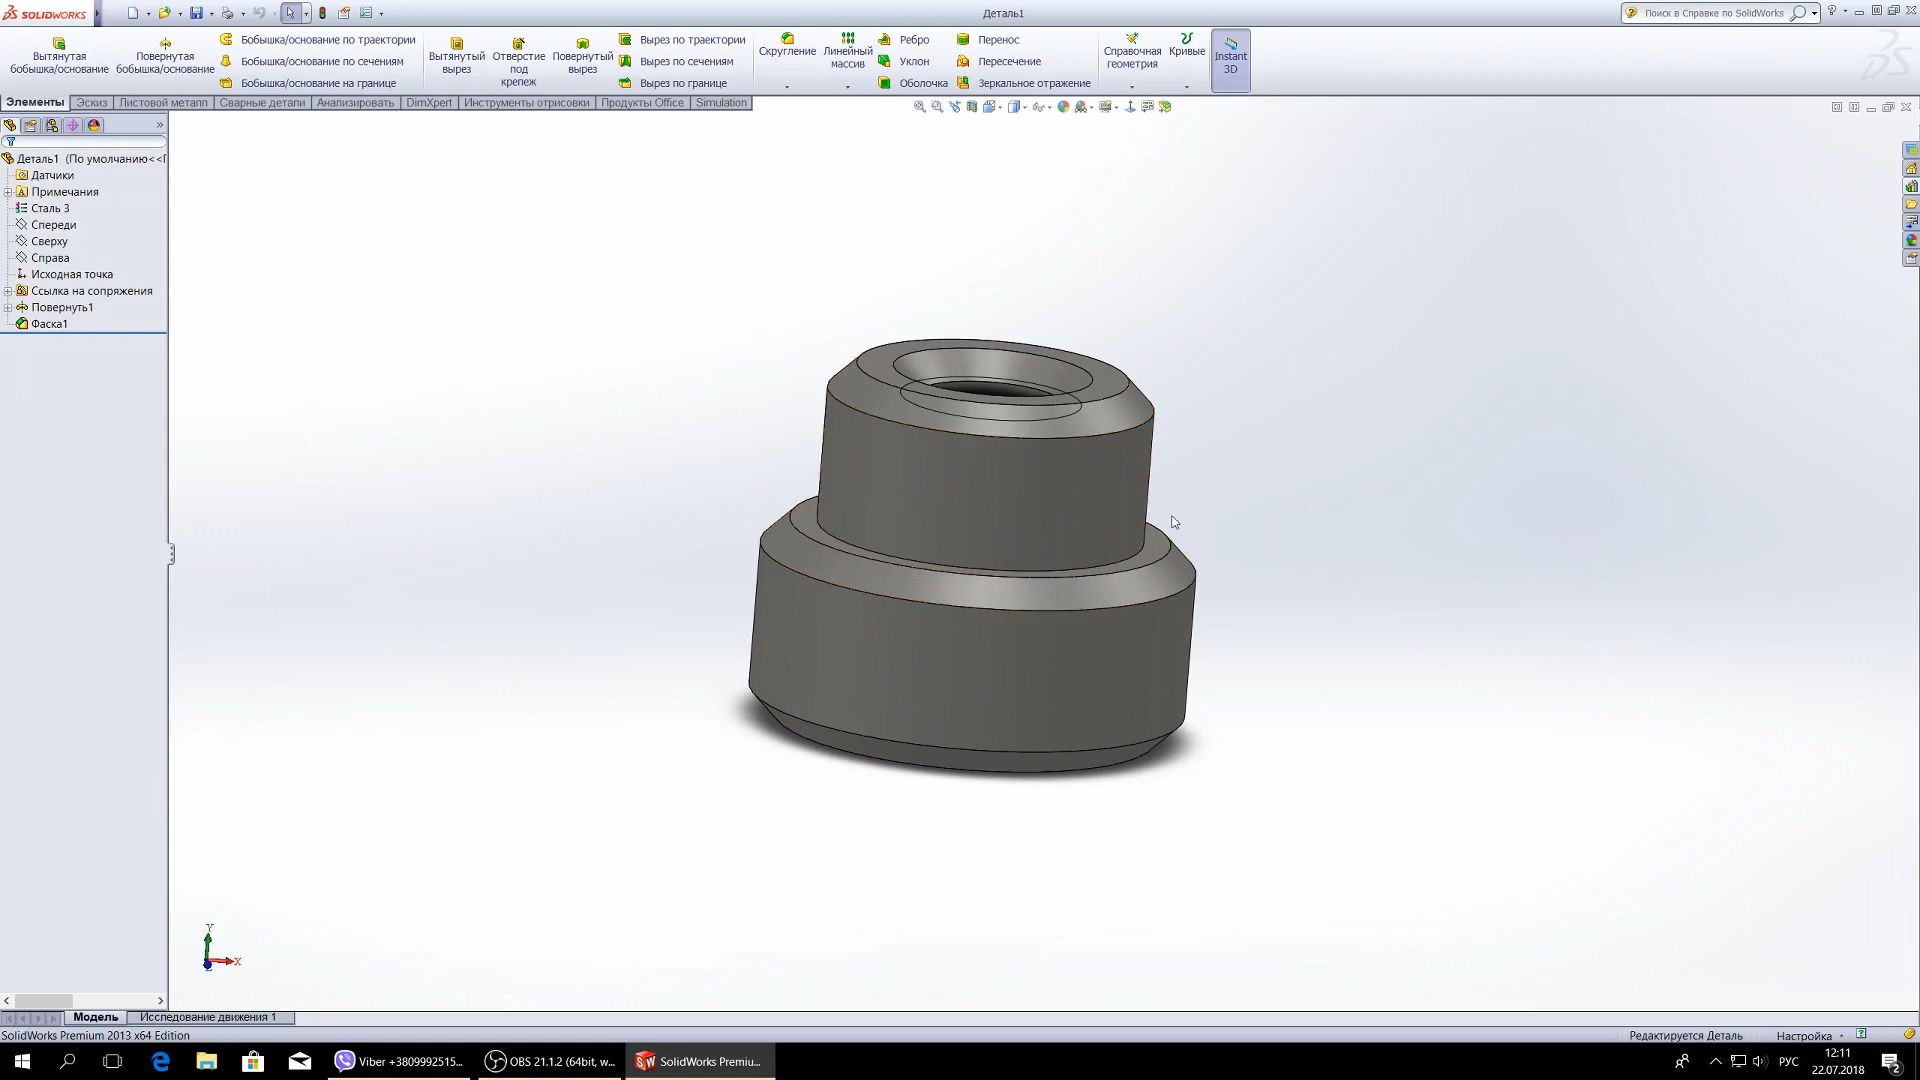 SOLIDWORKS
Деталь1
Поиск в Справке по SolidWorks
Вытянутая бобышка/основание
Повернутая бобышка/основание
Бобышка/основание по траектории
Бобышка/основание по сечениям
Бобышка/основание на границе
Вытянутый вырез
Отверстие под крепеж
Повернутый вырез
Вырез по траектории
Вырез по сечениям
Вырез по границе
Скругление
Линейный массив
Ребро
Уклон
Оболочка
Перенос
Пересечение
Зеркальное отражение
Справочная геометрия
Кривые
Instant 3D
Элементы
Эскиз
Листовой металл
Сварные детали
Анализировать
DimXpert
Инструменты отрисовки
Продукты Office
Simulation
Деталь1 (По умолчанию<<П
Датчики
Примечания
Сталь 3
Спереди
Сверху
Справа
Исходная точка
Ссылка на сопряжения
Повернуть1
Фаска1
Y
X
Z
Модель
Исследование движения 1
SolidWorks Premium 2013 x64 Edition
Редактируется Деталь
Настройка
Viber +3809992515...
OBS 21.1.2 (64bit, w...
SolidWorks Premiu...
РУС
12:11
22.07.2018
2